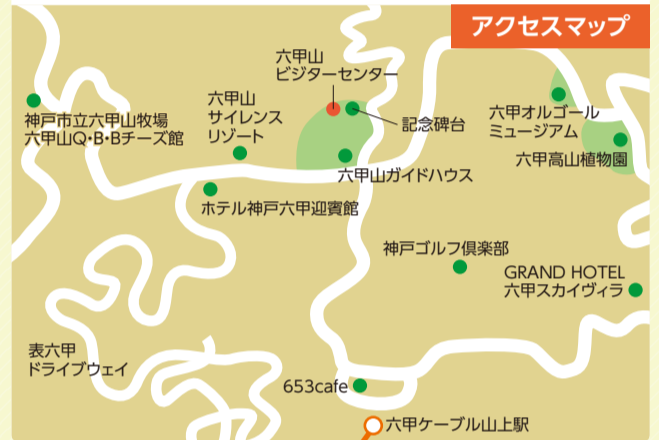 アクセスマップ
六甲山
ビジターセンター
神戸市立六甲山牧場
六甲山Q・B・Bチーズ館
六甲山
サイレンス
リゾート
記念碑台
六甲オルゴール
ミュージアム
六甲高山植物園
六甲山ガイドハウス
ホテル神戸六甲迎賓館
神戸ゴルフ倶楽部
GRAND HOTEL
六甲スカイヴィラ
表六甲
ドライブウェイ
653cafe
六甲ケーブル山上駅